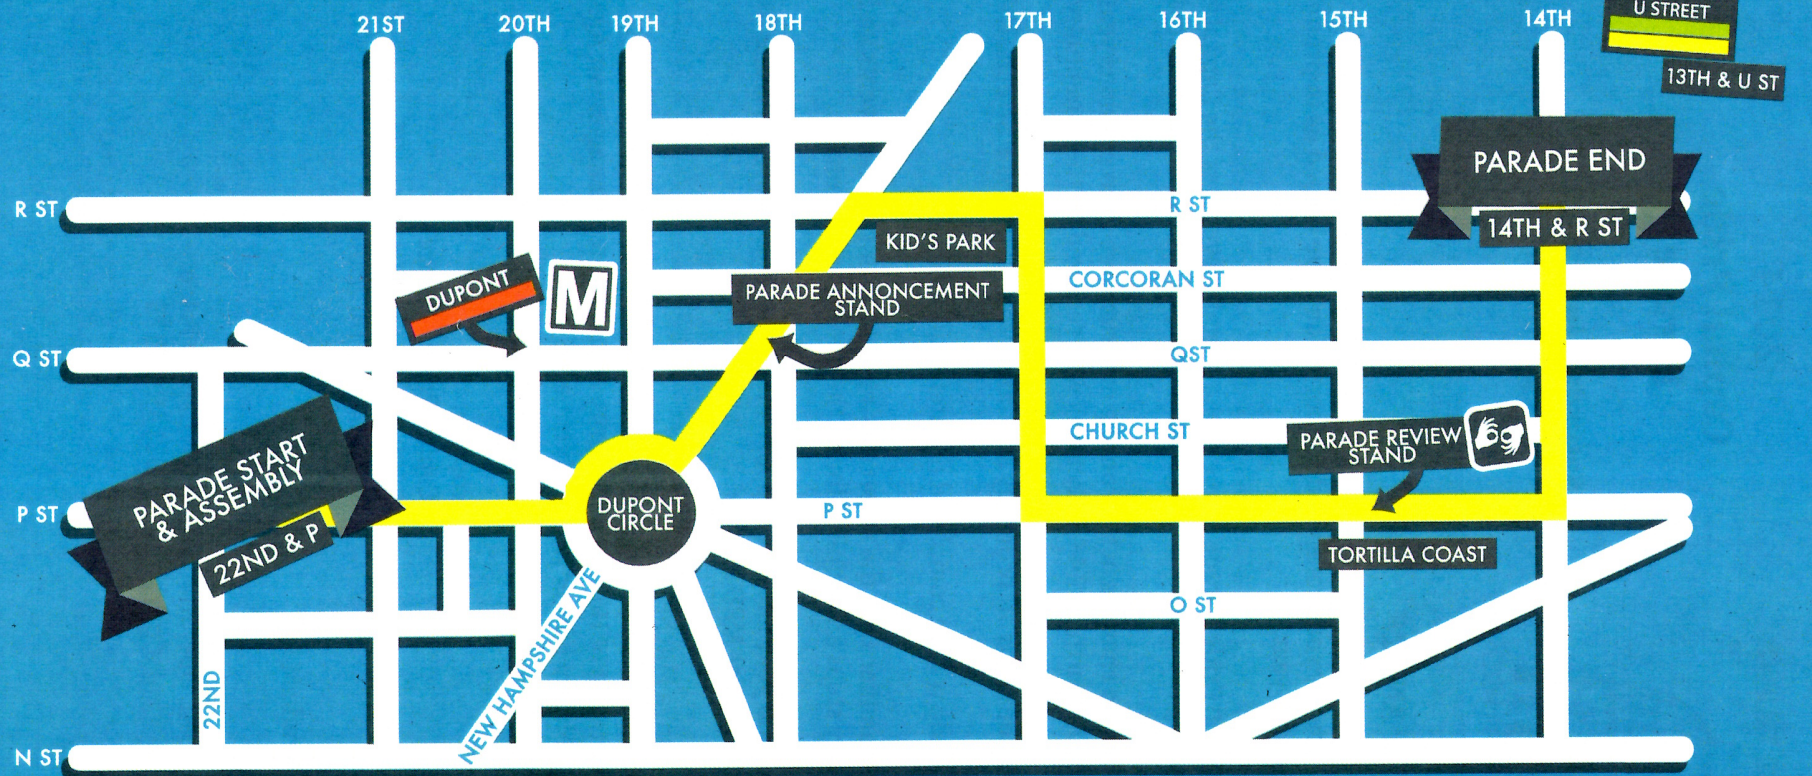 21ST
20TH
19TH
18TH
17TH
16TH
15TH
14TH
U STREET
13TH & U ST
PARADE END
14TH & R ST
R ST
R ST
KID'S PARK
CORCORAN ST
DUPONT
M
PARADE ANNONCEMENT
STAND
Q ST
QST
CHURCH ST
PARADE REVIEW
STAND
PARADE START
& ASSEMBLY
22ND & P
P ST
DUPONT
CIRCLE
P ST
TORTILLA COAST
O ST
NEW HAMPSHIRE AVE
22ND
N ST